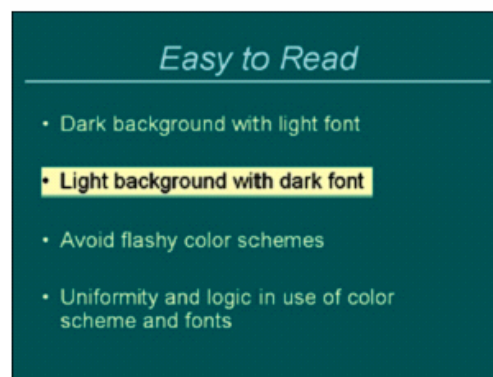 Easy to Read
• Dark background with light font
• Light background with dark font
• Avoid flashy color schemes
• Uniformity and logic in use of color
scheme and fonts